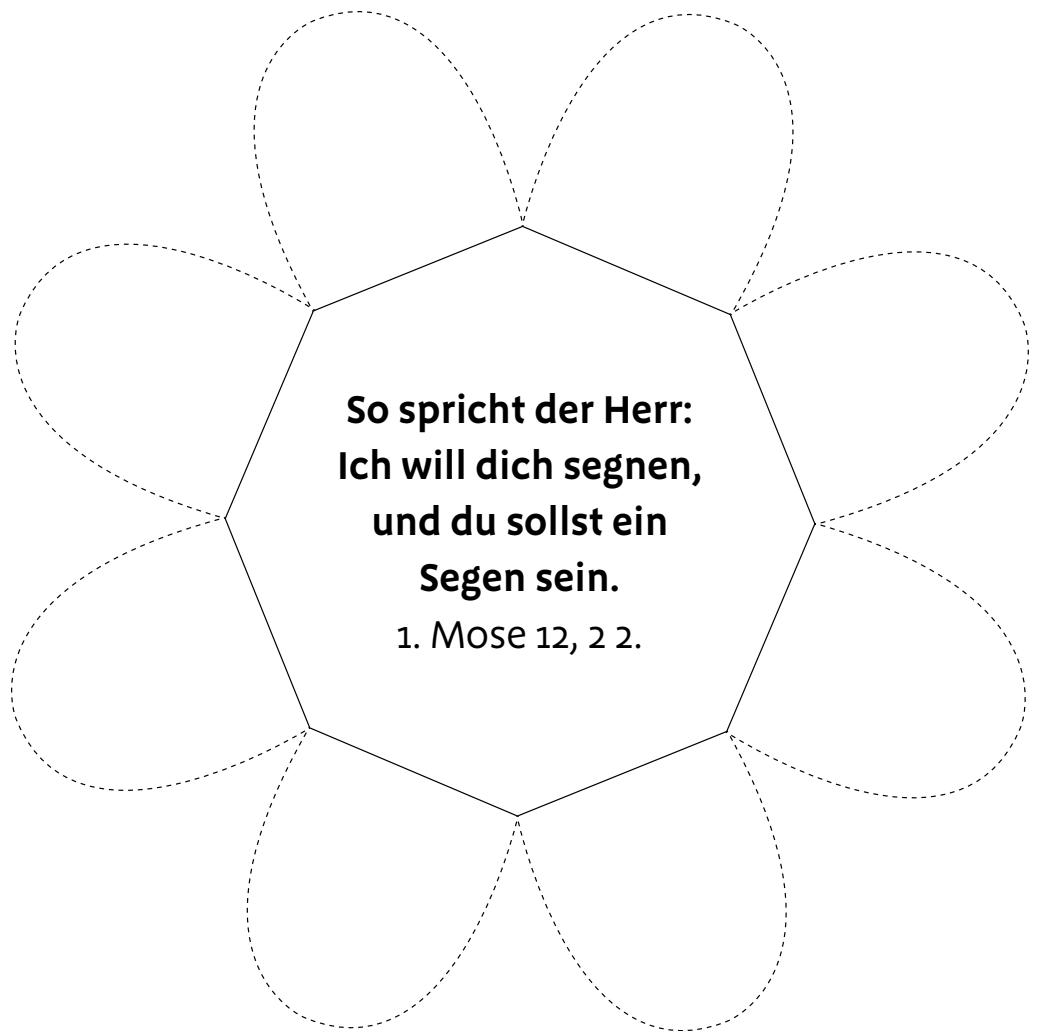 So spricht der Herr:
Ich will dich segnen,
und du sollst ein
Segen sein.
1. Mose 12, 2 2.